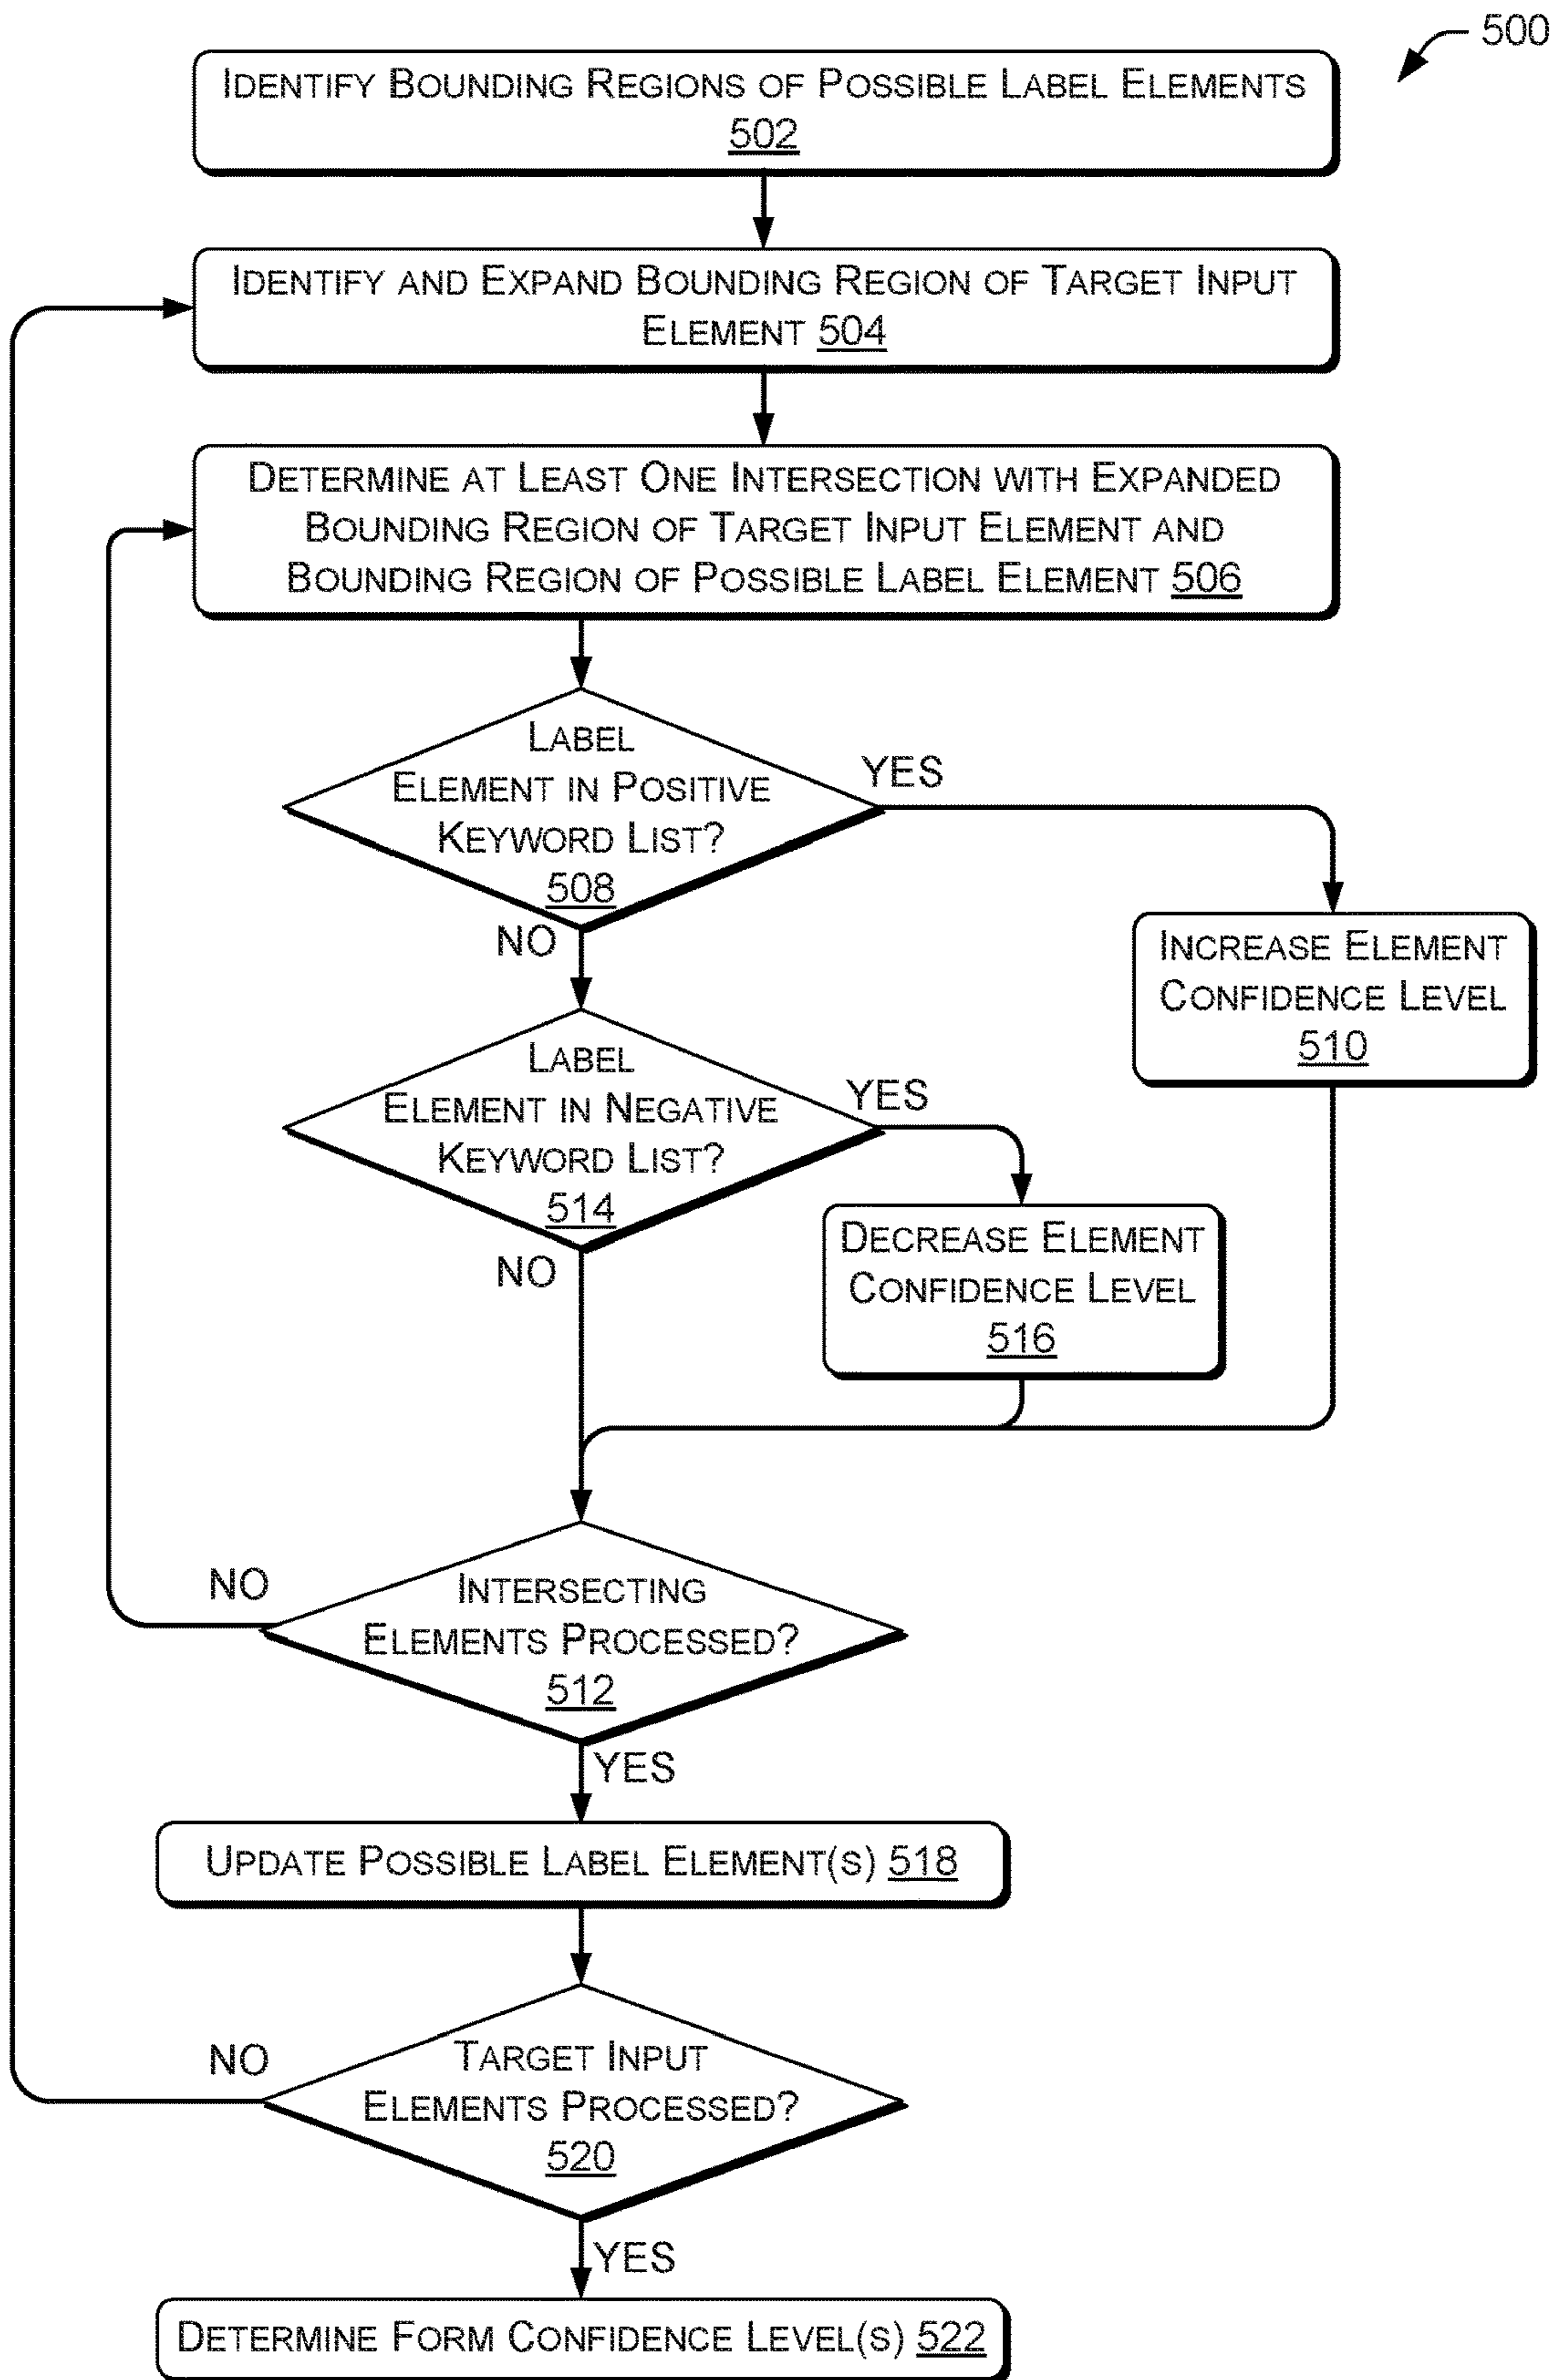 500
IDENTIFY BOUNDING REGIONS OF POSSIBLE LABEL ELEMENTS
502
IDENTIFY AND EXPAND BOUNDING REGION OF TARGET INPUT
ELEMENT 504
DETERMINE AT LEAST ONE INTERSECTION WITH EXPANDED
BOUNDING REGION OF TARGET INPUT ELEMENT AND
BOUNDING REGION OF POSSIBLE LABEL ELEMENT 506
LABEL
ELEMENT IN POSITIVE
KEYWORD LIST?
508
YES
NO
INCREASE ELEMENT
CONFIDENCE LEVEL
510
LABEL
ELEMENT IN NEGATIVE
KEYWORD LIST?
514
YES
NO
DECREASE ELEMENT
CONFIDENCE LEVEL
516
INTERSECTING
ELEMENTS PROCESSED?
512
NO
YES
UPDATE POSSIBLE LABEL ELEMENT(S) 518
TARGET INPUT
ELEMENTS PROCESSED?
520
NO
YES
DETERMINE FORM CONFIDENCE LEVEL(S) 522